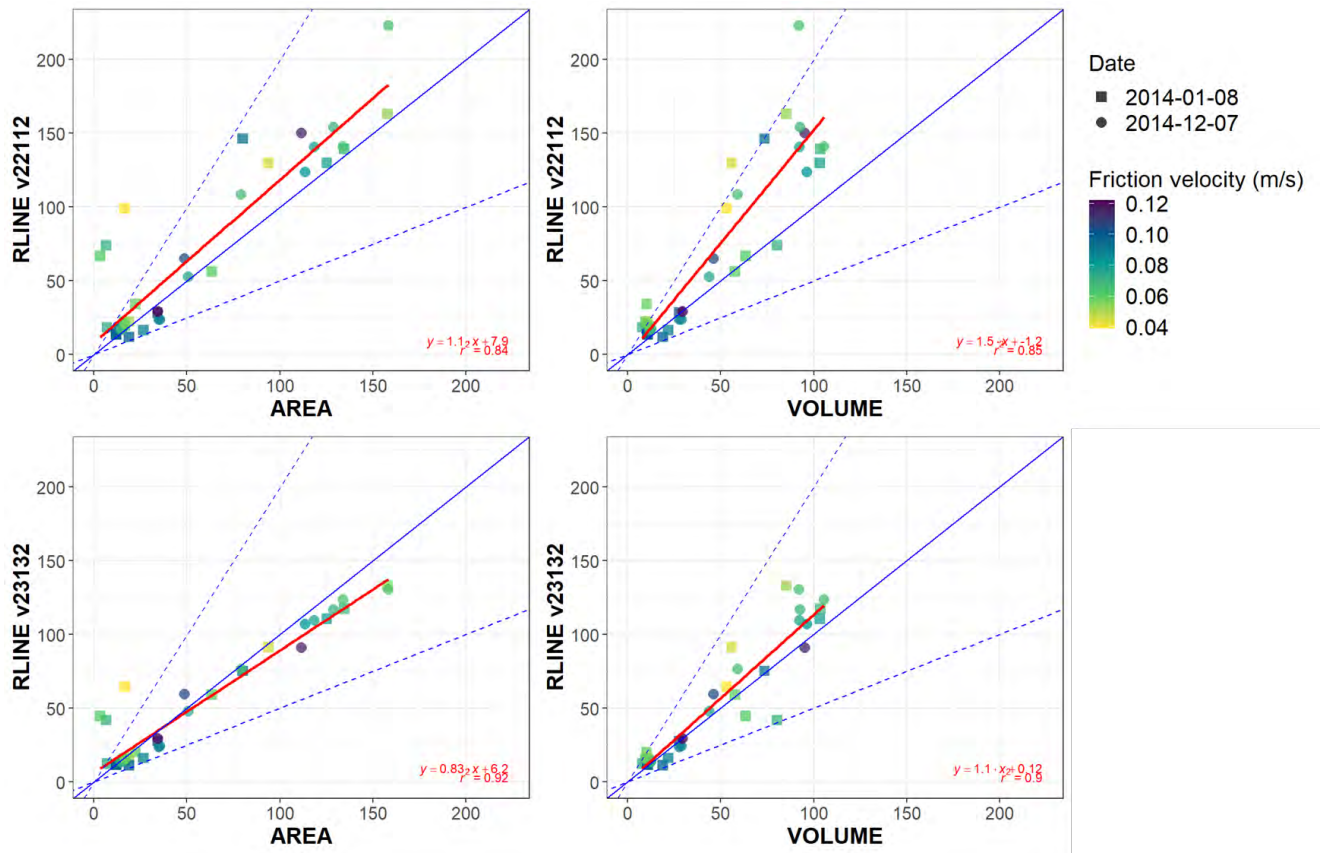 RLINE v22112
200
150
100
50
0
y = 1.1 · x + 7.9
r² = 0.84
0 50 100 150 200
AREA
RLINE v22112
200
150
100
50
0
y = 1.5 · x + -1.2
r² = 0.85
0 50 100 150 200
VOLUME
Date
2014-01-08
2014-12-07
Friction velocity (m/s)
0.12
0.10
0.08
0.06
0.04
RLINE v23132
200
150
100
50
0
y = 0.83 · x + 6.2
r² = 0.92
0 50 100 150 200
AREA
RLINE v23132
200
150
100
50
0
y = 1.1 · x + 0.12
r² = 0.9
0 50 100 150 200
VOLUME